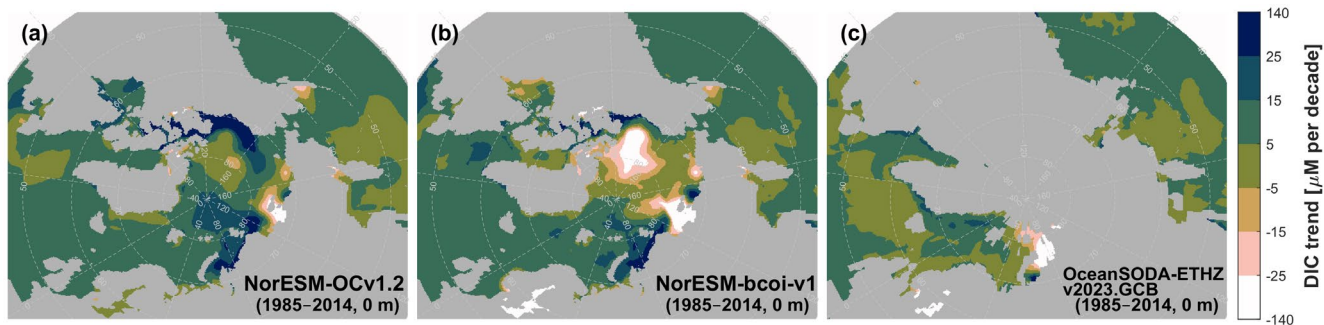 (a)
NorESM-OCv1.2
(1985–2014, 0 m)
(b)
NorESM-bcoi-v1
(1985–2014, 0 m)
(c)
OceanSODA-ETHZ
v2023.GCB
(1985–2014, 0 m)
140
25
15
5
-5
-15
-25
-140
DIC trend [μM per decade]